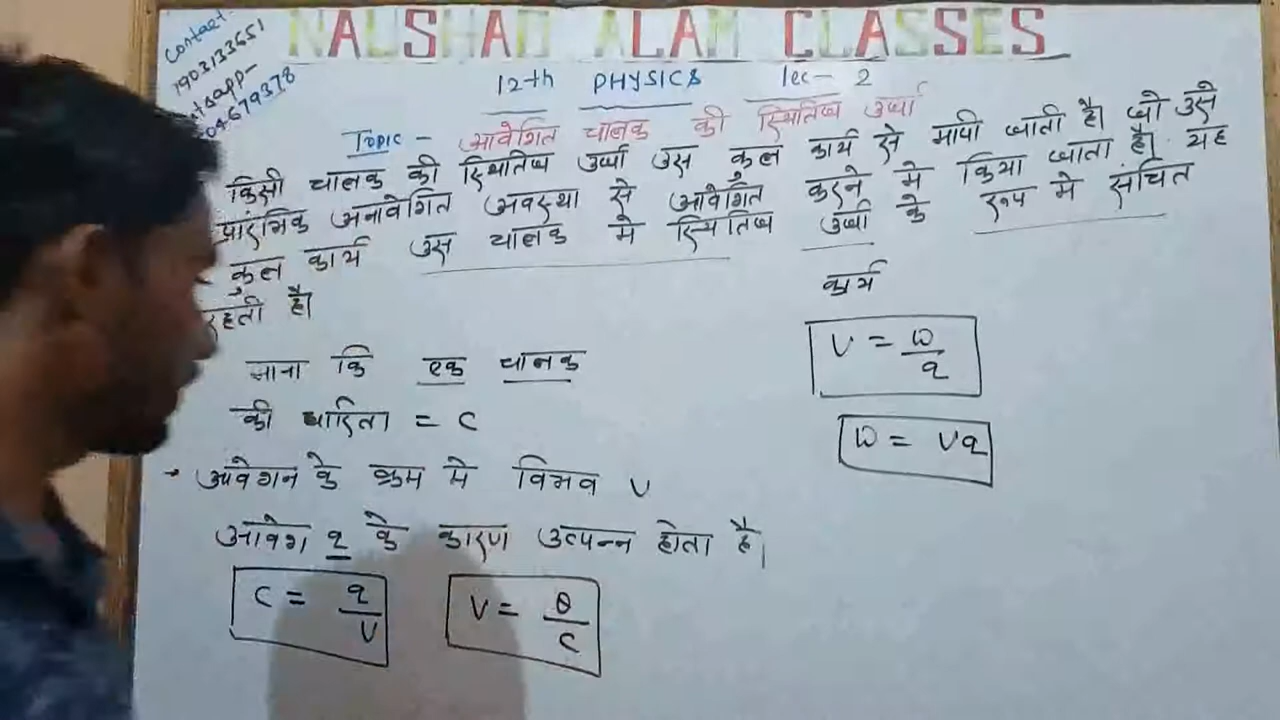 NAUSHAD ALAM CLASSES
contact-
7903133651
12th PHYSICS lec- 2
Topic - आवेशित चालक की स्थितिज उर्जा
किसी चालक की स्थितिज उर्जा उस कुल कार्य से मापी जाती है। जो उसे
प्रारंभिक अनावेशित अवस्था से आवेशित करने मे किया जाता है। यह
कुल कार्य उस चालक मे स्थितिज उर्जा के रूप मे संचित
रहती है।
माना कि एक चालक
की धारिता = C
→ आवेशन के क्रम मे विभव V
आवेश q के कारण उत्पन्न होता है।
C = q/V
V = Q/C
कार्य
V = W/q
W = Vq